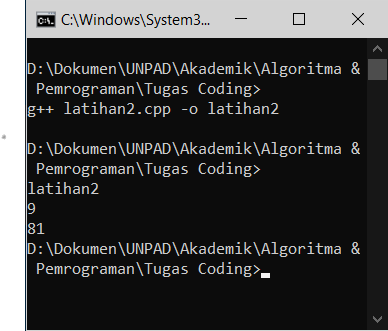 C:\Windows\System3...
D:\Dokumen\UNPAD\Akademik\Algoritma &
Pemrograman\Tugas Coding>
g++ latihan2.cpp -o latihan2
D:\Dokumen\UNPAD\Akademik\Algoritma &
Pemrograman\Tugas Coding>
latihan2
9
81
D:\Dokumen\UNPAD\Akademik\Algoritma &
Pemrograman\Tugas Coding>